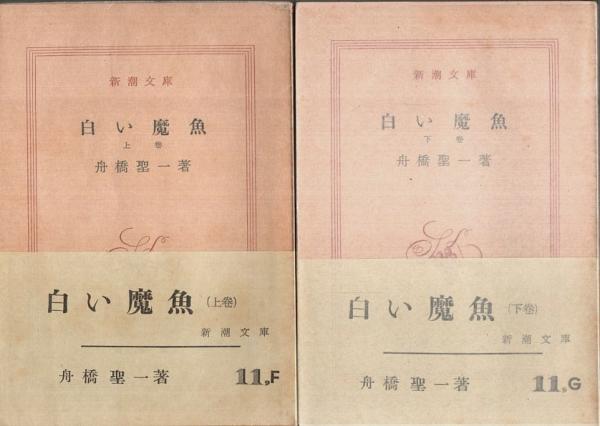 新潮文庫
白い魔魚
上巻
舟橋聖一著
白い魔魚(上巻)
新潮文庫
舟橋聖一著 11,F
新潮文庫
白い魔魚
下巻
舟橋聖一著
白い魔魚(下巻)
新潮文庫
舟橋聖一著 11,G